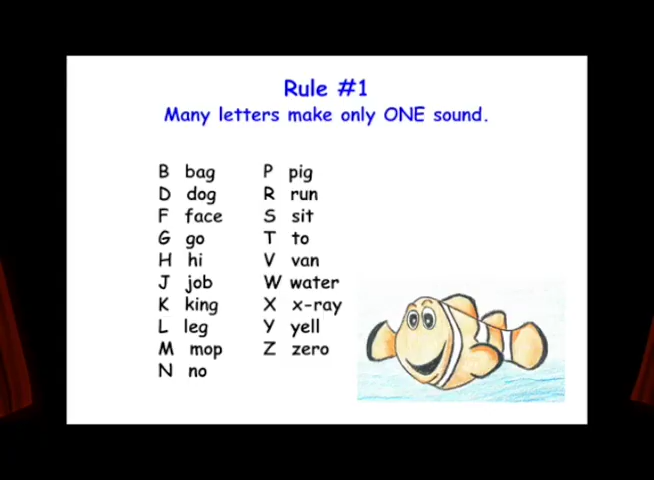 Rule #1
Many letters make only ONE sound.
B bag
D dog
F face
G go
H hi
J job
K king
L leg
M mop
N no
P pig
R run
S sit
T to
V van
W water
X x-ray
Y yell
Z zero